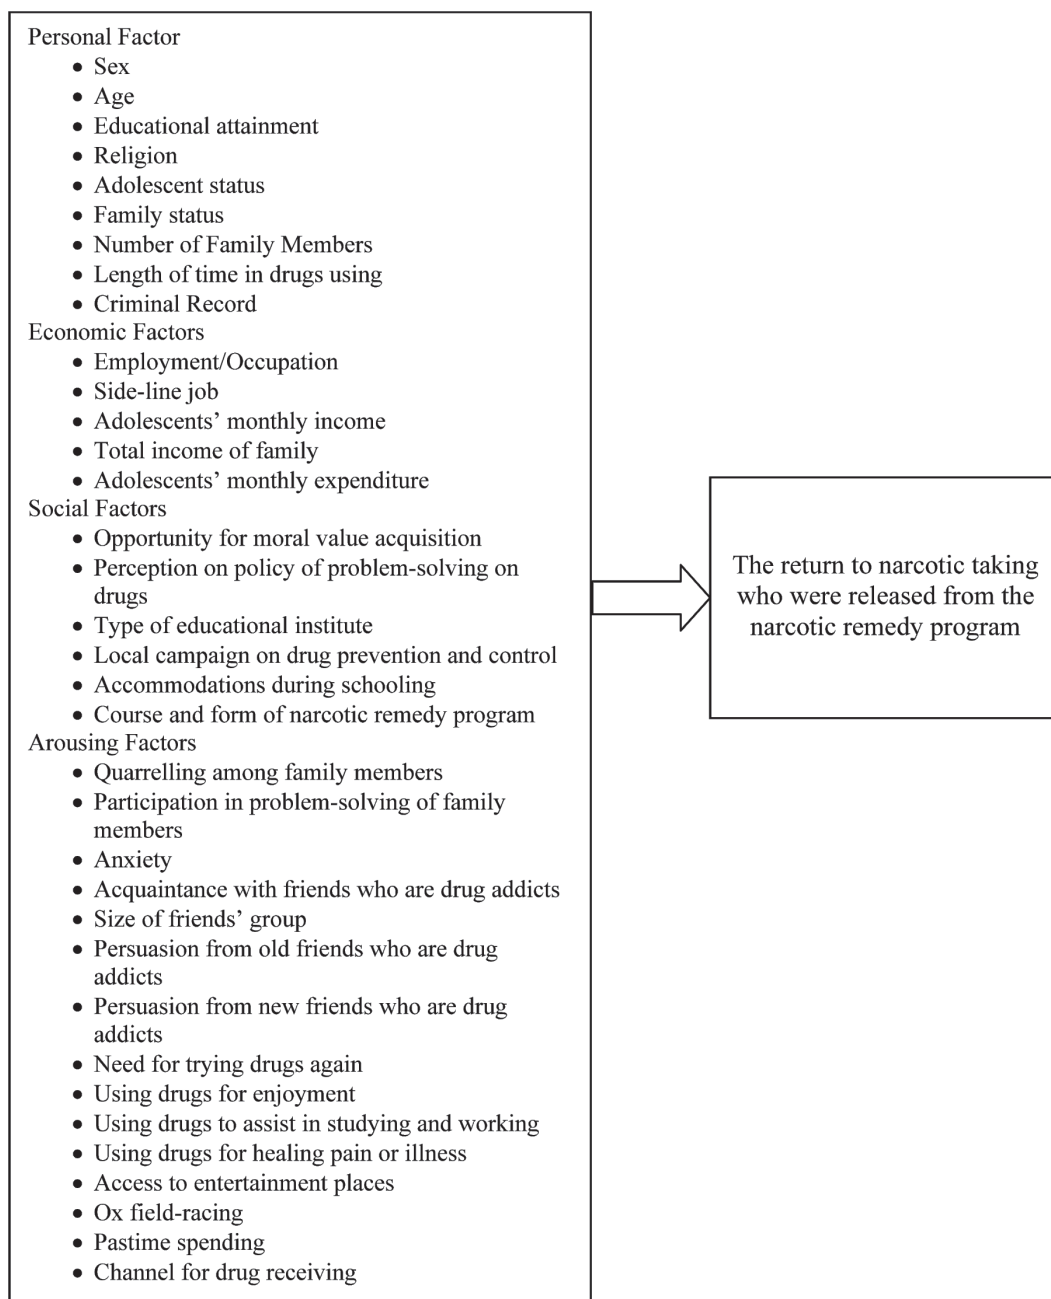 Personal Factor
• Sex
• Age
• Educational attainment
• Religion
• Adolescent status
• Family status
• Number of Family Members
• Length of time in drugs using
• Criminal Record
Economic Factors
• Employment/Occupation
• Side-line job
• Adolescents’ monthly income
• Total income of family
• Adolescents’ monthly expenditure
Social Factors
• Opportunity for moral value acquisition
• Perception on policy of problem-solving on
drugs
• Type of educational institute
• Local campaign on drug prevention and control
• Accommodations during schooling
• Course and form of narcotic remedy program
Arousing Factors
• Quarrelling among family members
• Participation in problem-solving of family
members
• Anxiety
• Acquaintance with friends who are drug addicts
• Size of friends’ group
• Persuasion from old friends who are drug
addicts
• Persuasion from new friends who are drug
addicts
• Need for trying drugs again
• Using drugs for enjoyment
• Using drugs to assist in studying and working
• Using drugs for healing pain or illness
• Access to entertainment places
• Ox field-racing
• Pastime spending
• Channel for drug receiving
The return to narcotic taking
who were released from the
narcotic remedy program